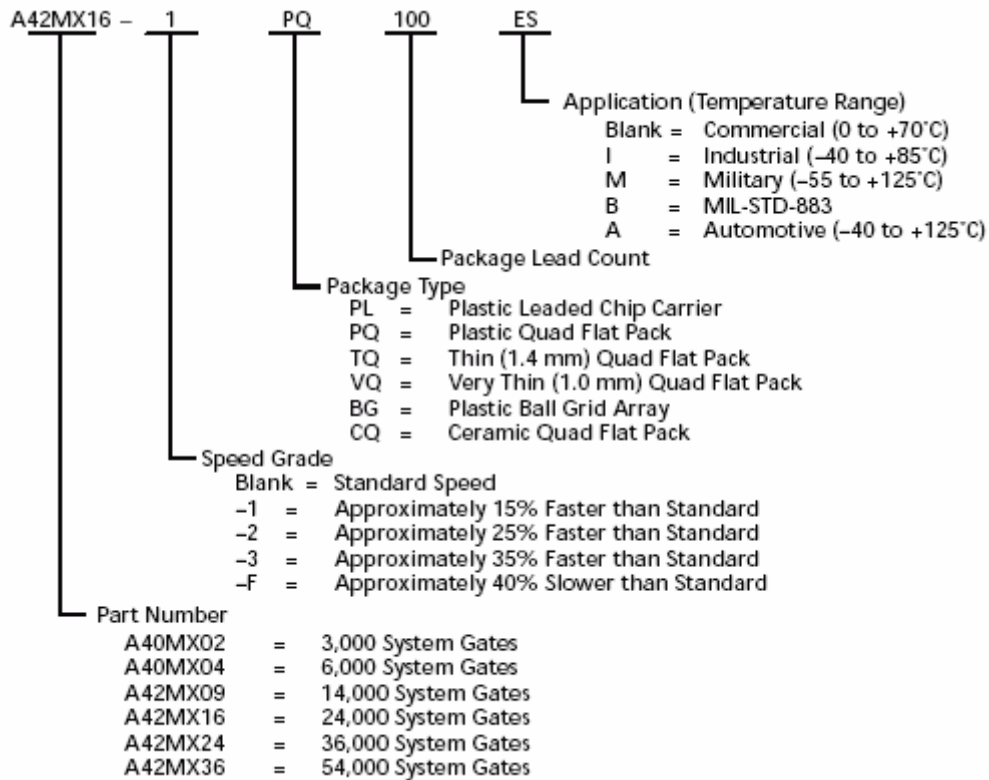 A42MX16 – 1 PQ 100 ES
Application (Temperature Range)
Blank = Commercial (0 to +70˚C)
I = Industrial (–40 to +85˚C)
M = Military (–55 to +125˚C)
B = MIL-STD-883
A = Automotive (–40 to +125˚C)
Package Lead Count
Package Type
PL = Plastic Leaded Chip Carrier
PQ = Plastic Quad Flat Pack
TQ = Thin (1.4 mm) Quad Flat Pack
VQ = Very Thin (1.0 mm) Quad Flat Pack
BG = Plastic Ball Grid Array
CQ = Ceramic Quad Flat Pack
Speed Grade
Blank = Standard Speed
–1 = Approximately 15% Faster than Standard
–2 = Approximately 25% Faster than Standard
–3 = Approximately 35% Faster than Standard
–F = Approximately 40% Slower than Standard
Part Number
A40MX02 = 3,000 System Gates
A40MX04 = 6,000 System Gates
A42MX09 = 14,000 System Gates
A42MX16 = 24,000 System Gates
A42MX24 = 36,000 System Gates
A42MX36 = 54,000 System Gates